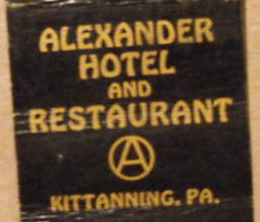 ALEXANDER
HOTEL
AND
RESTAURANT
A
KITTANNING, PA.